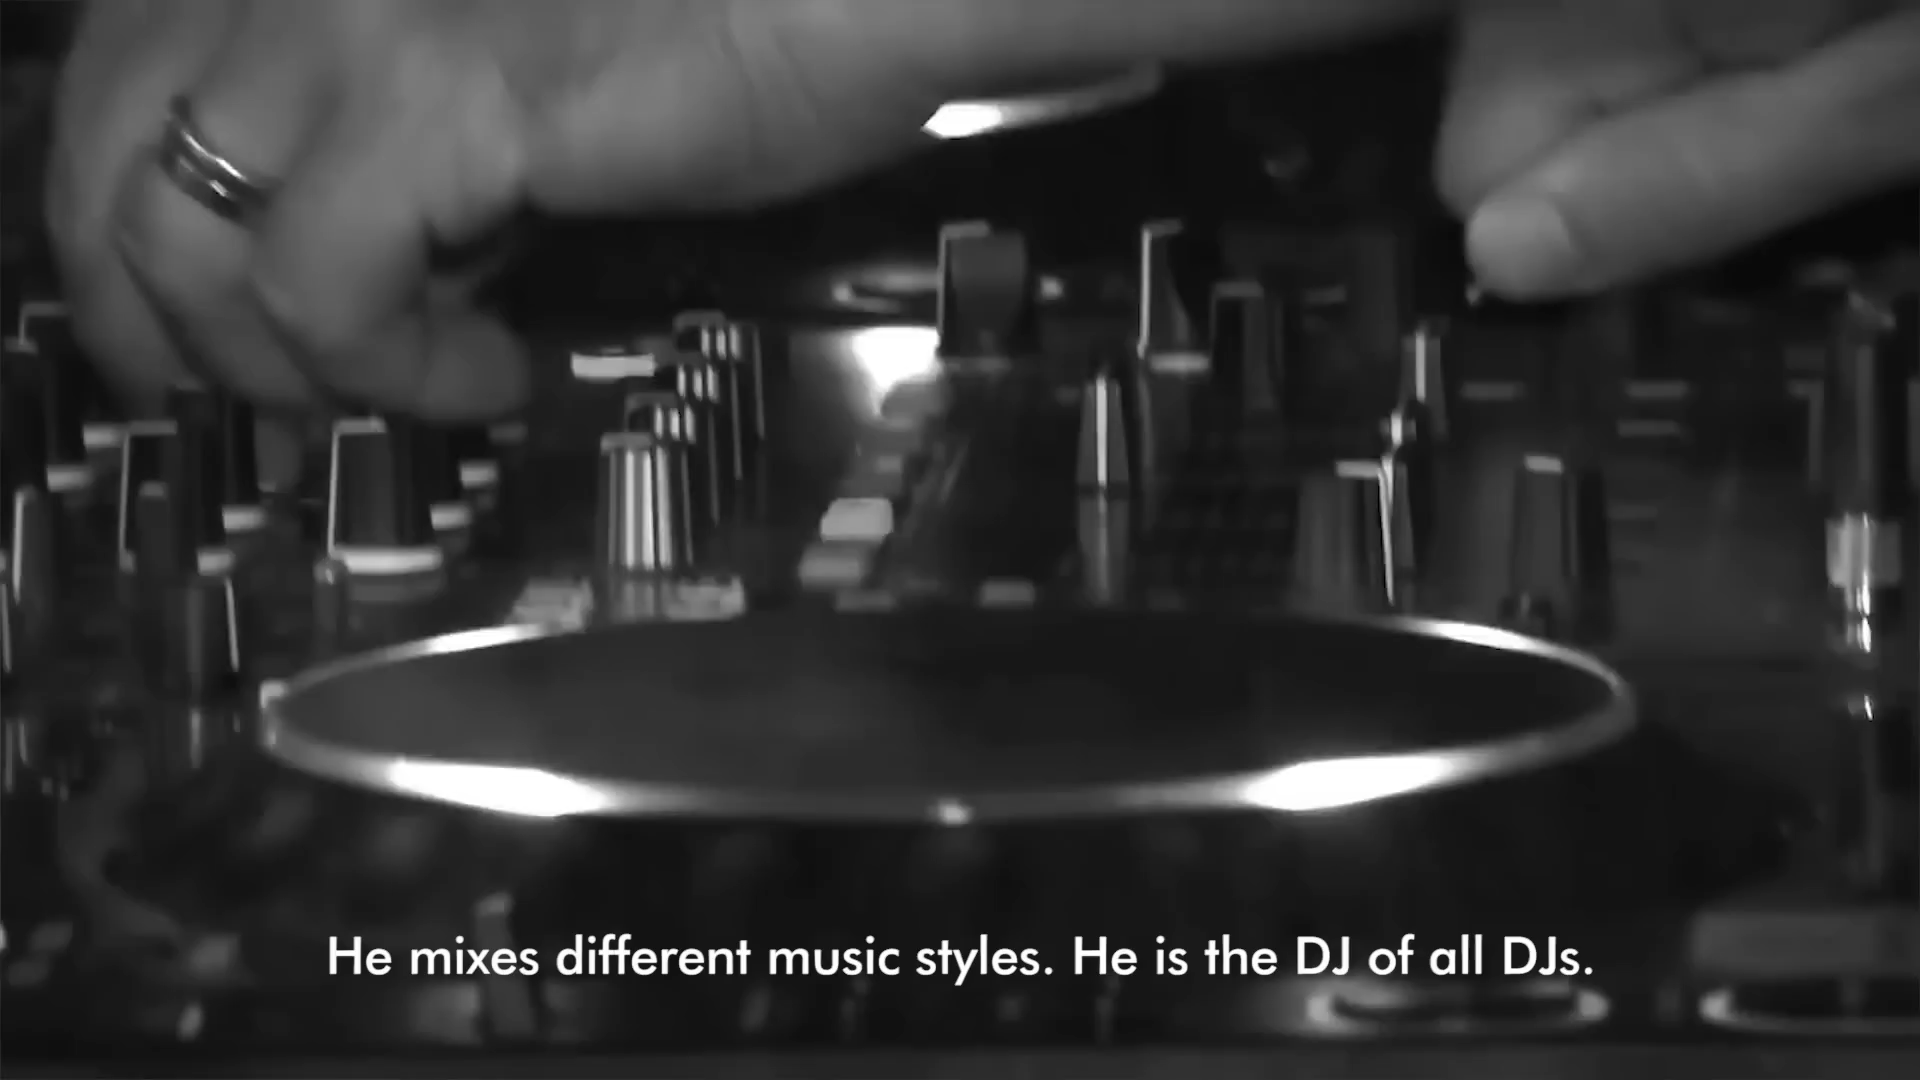 He mixes different music styles. He is the DJ of all DJs.